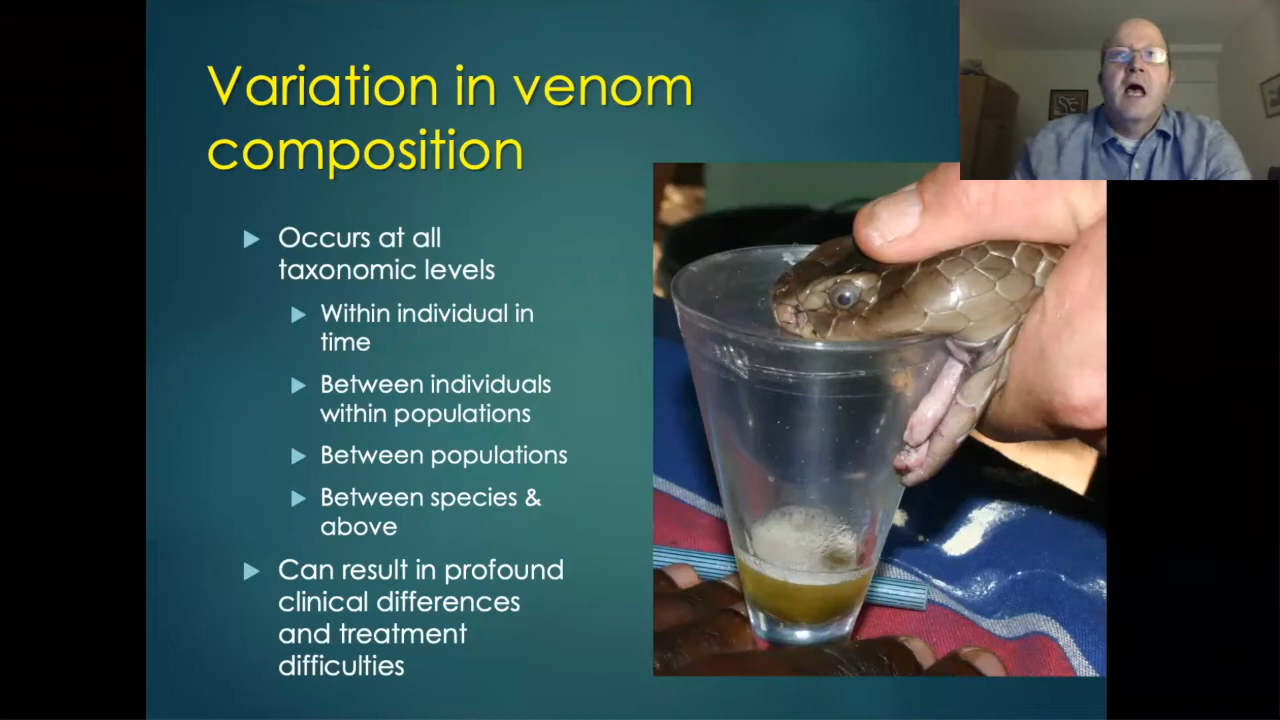 Variation in venom
composition
Occurs at all
taxonomic levels
Within individual in
time
Between individuals
within populations
Between populations
Between species &
above
Can result in profound
clinical differences
and treatment
difficulties